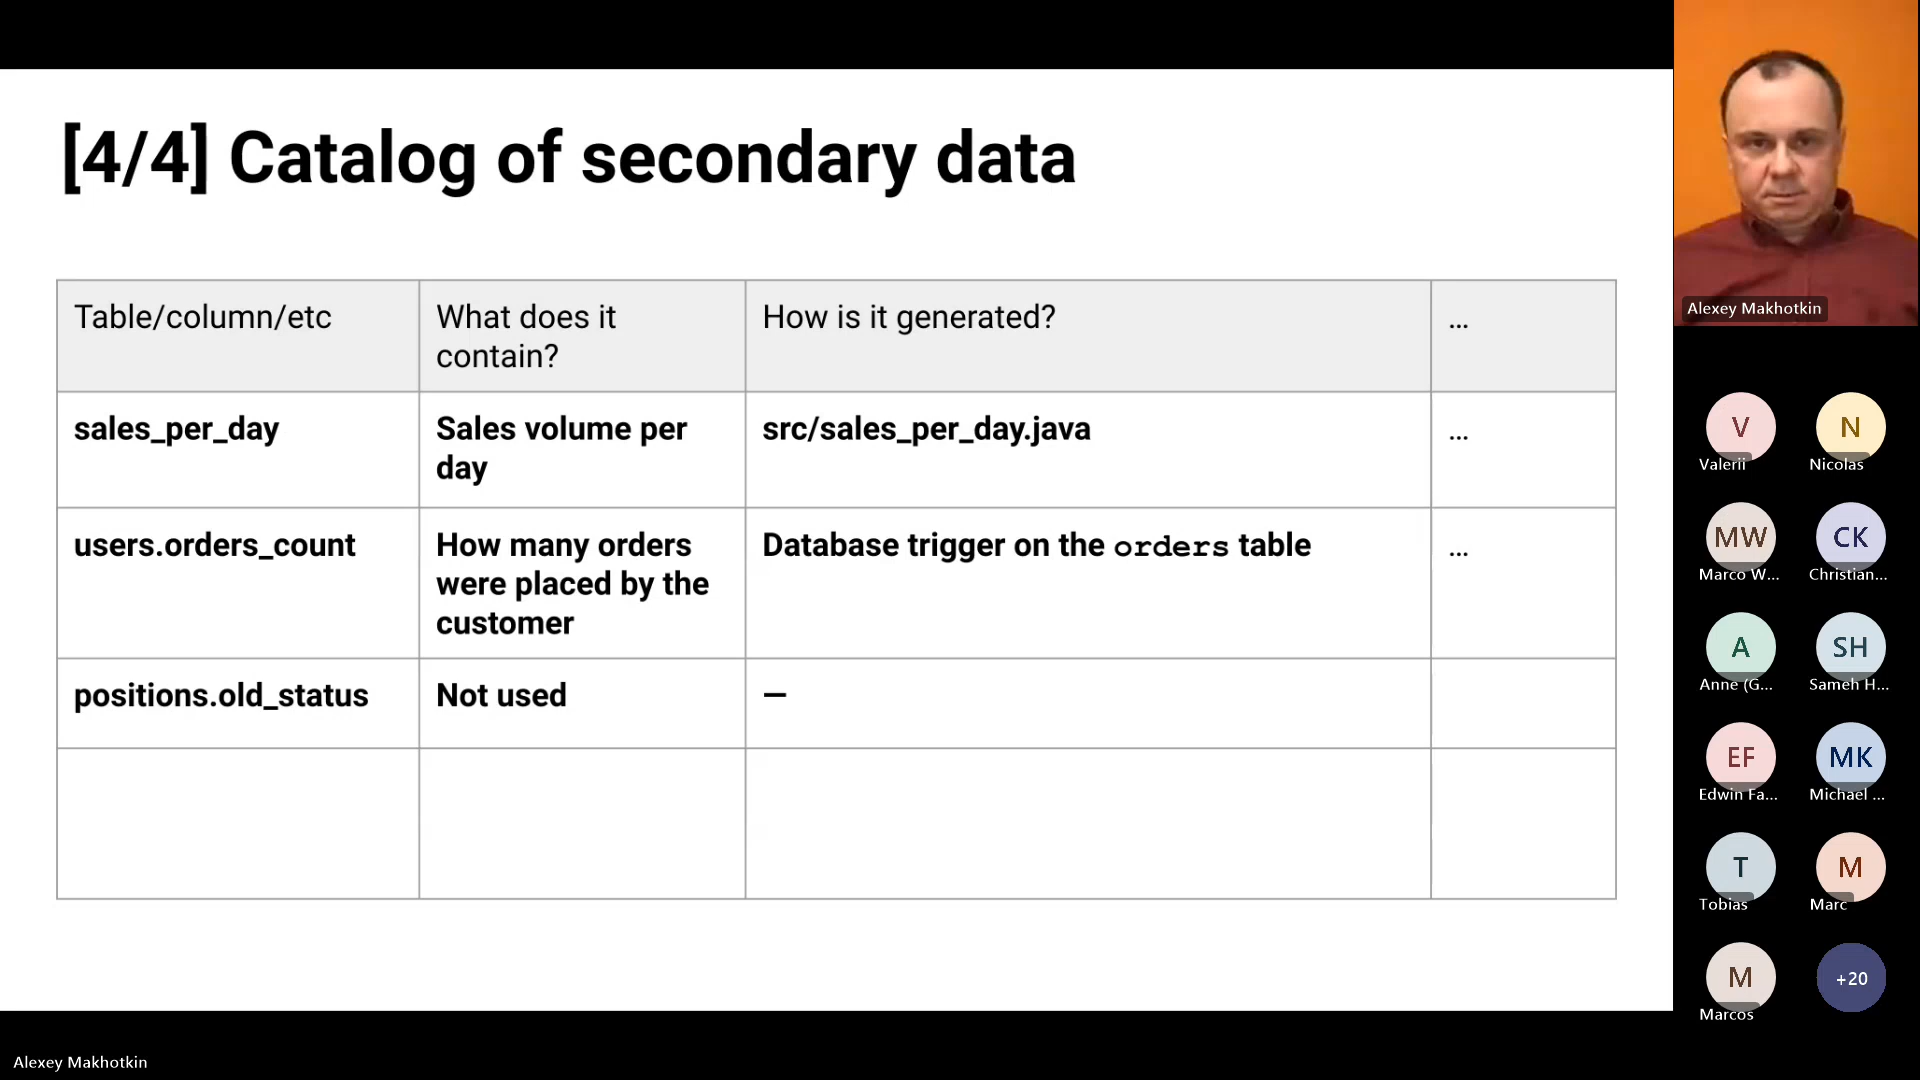 [4/4] Catalog of secondary data
Table/column/etc
What does it
contain?
How is it generated?
...
sales_per_day
Sales volume per
day
src/sales_per_day.java
...
users.orders_count
How many orders
were placed by the
customer
Database trigger on the orders table
...
positions.old_status
Not used
—
Alexey Makhotkin
V
Valerii
N
Nicolas
MW
Marco W...
CK
Christian...
A
Anne (G...
SH
Sameh H...
EF
Edwin Fa...
MK
Michael ...
T
Tobias
M
Marc
M
Marcos
+20
Alexey Makhotkin